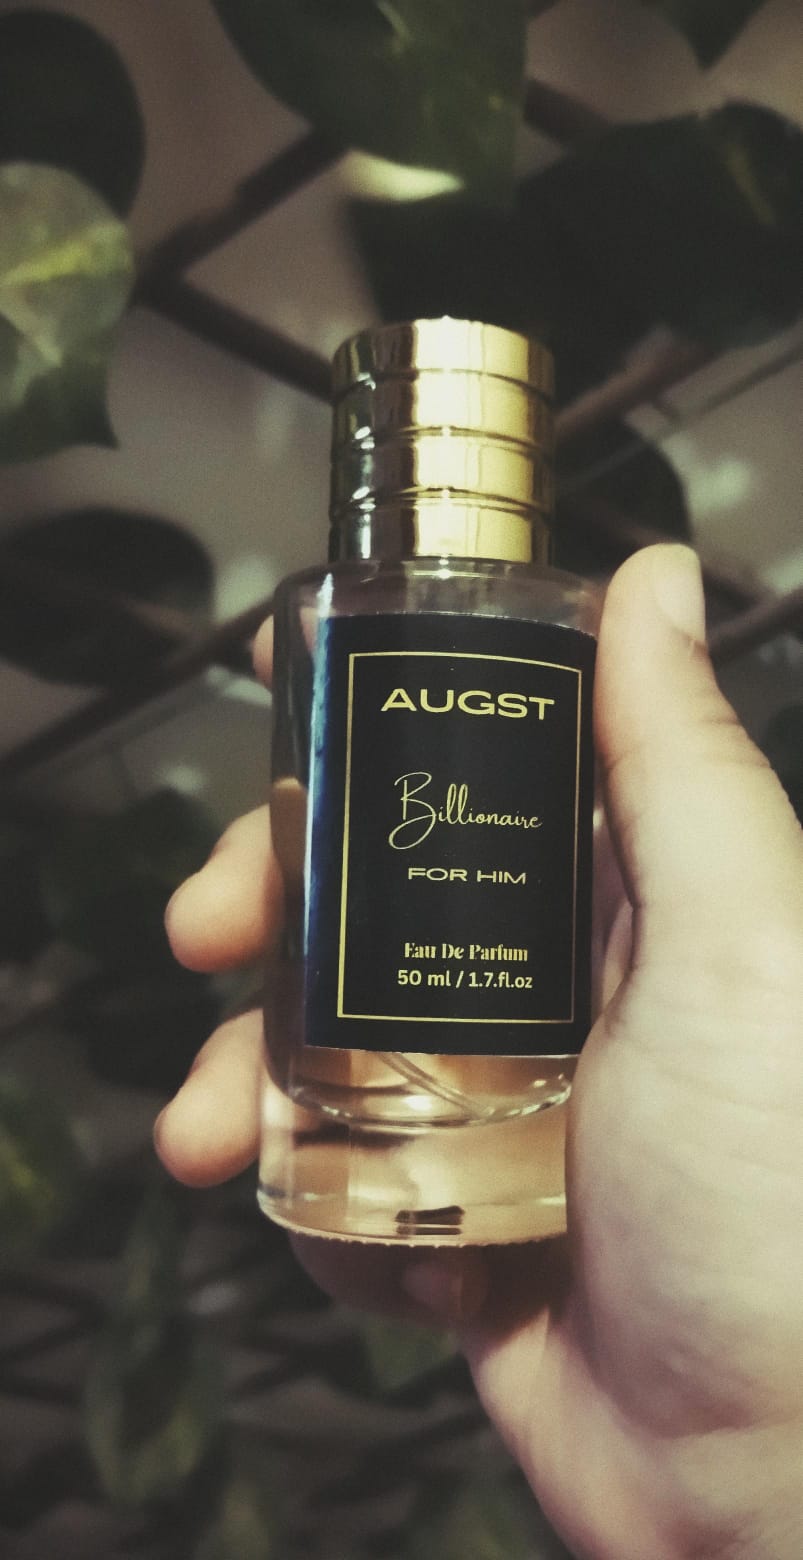 AUGST
Billionaire
FOR HIM
Eau De Parfum
50 ml / 1.7.fl.oz